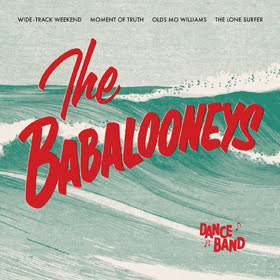 WIDE-TRACK WEEKEND MOMENT OF TRUTH OLDS MO WILLIAMS THE LONE SURFER
The
BABALOONEYS
DANCE
BAND